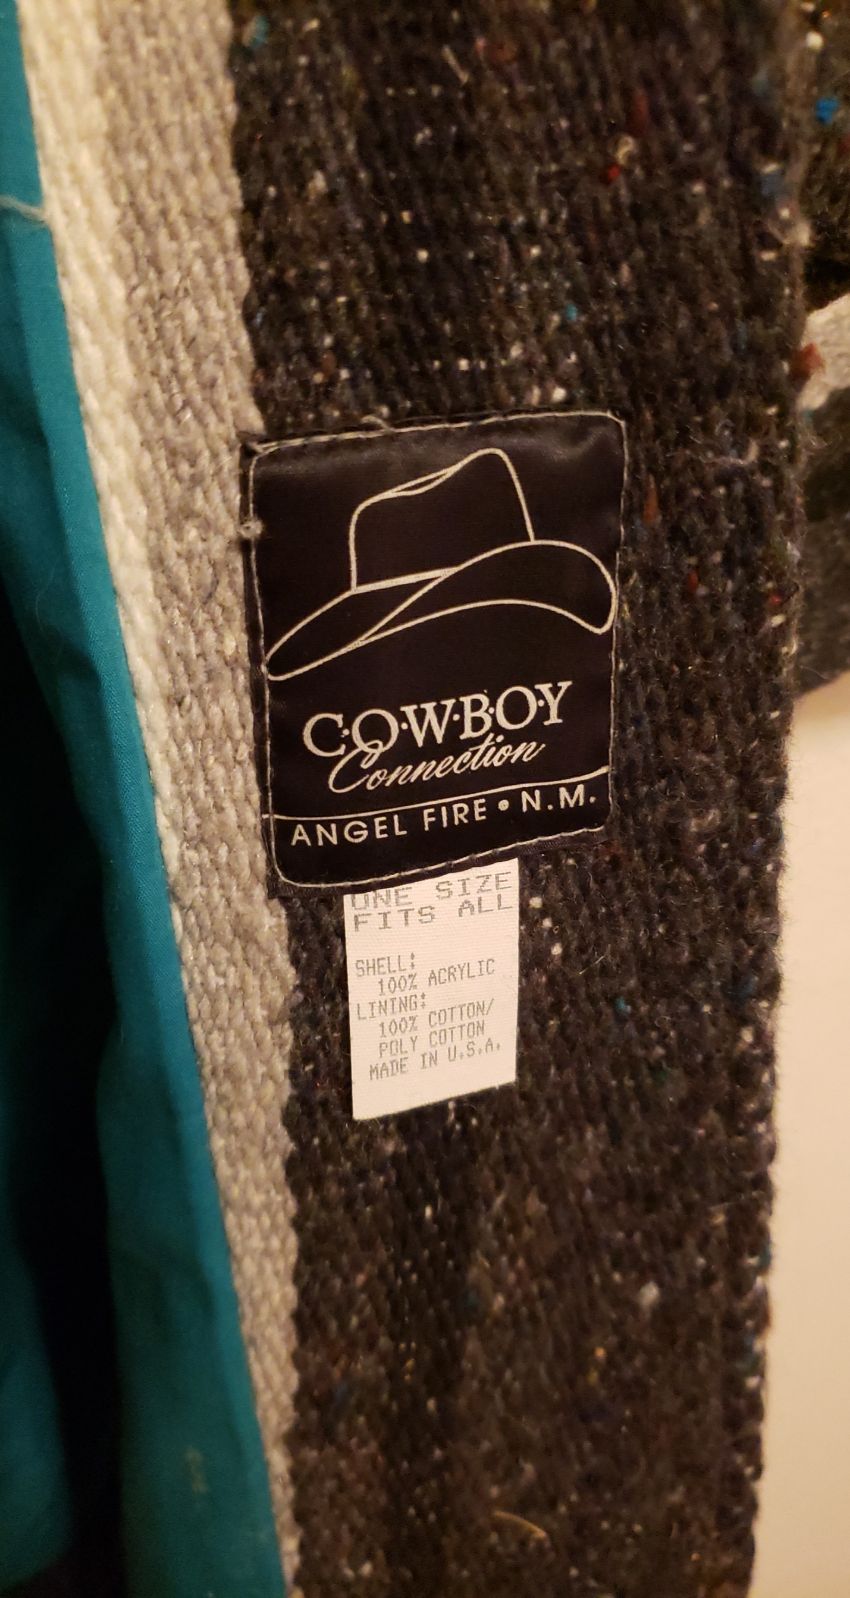 C·O·W·B·O·Y
Connection
ANGEL FIRE • N.M.
ONE SIZE
FITS ALL
SHELL:
100% ACRYLIC
LINING:
100% COTTON/
POLY COTTON
MADE IN U.S.A.